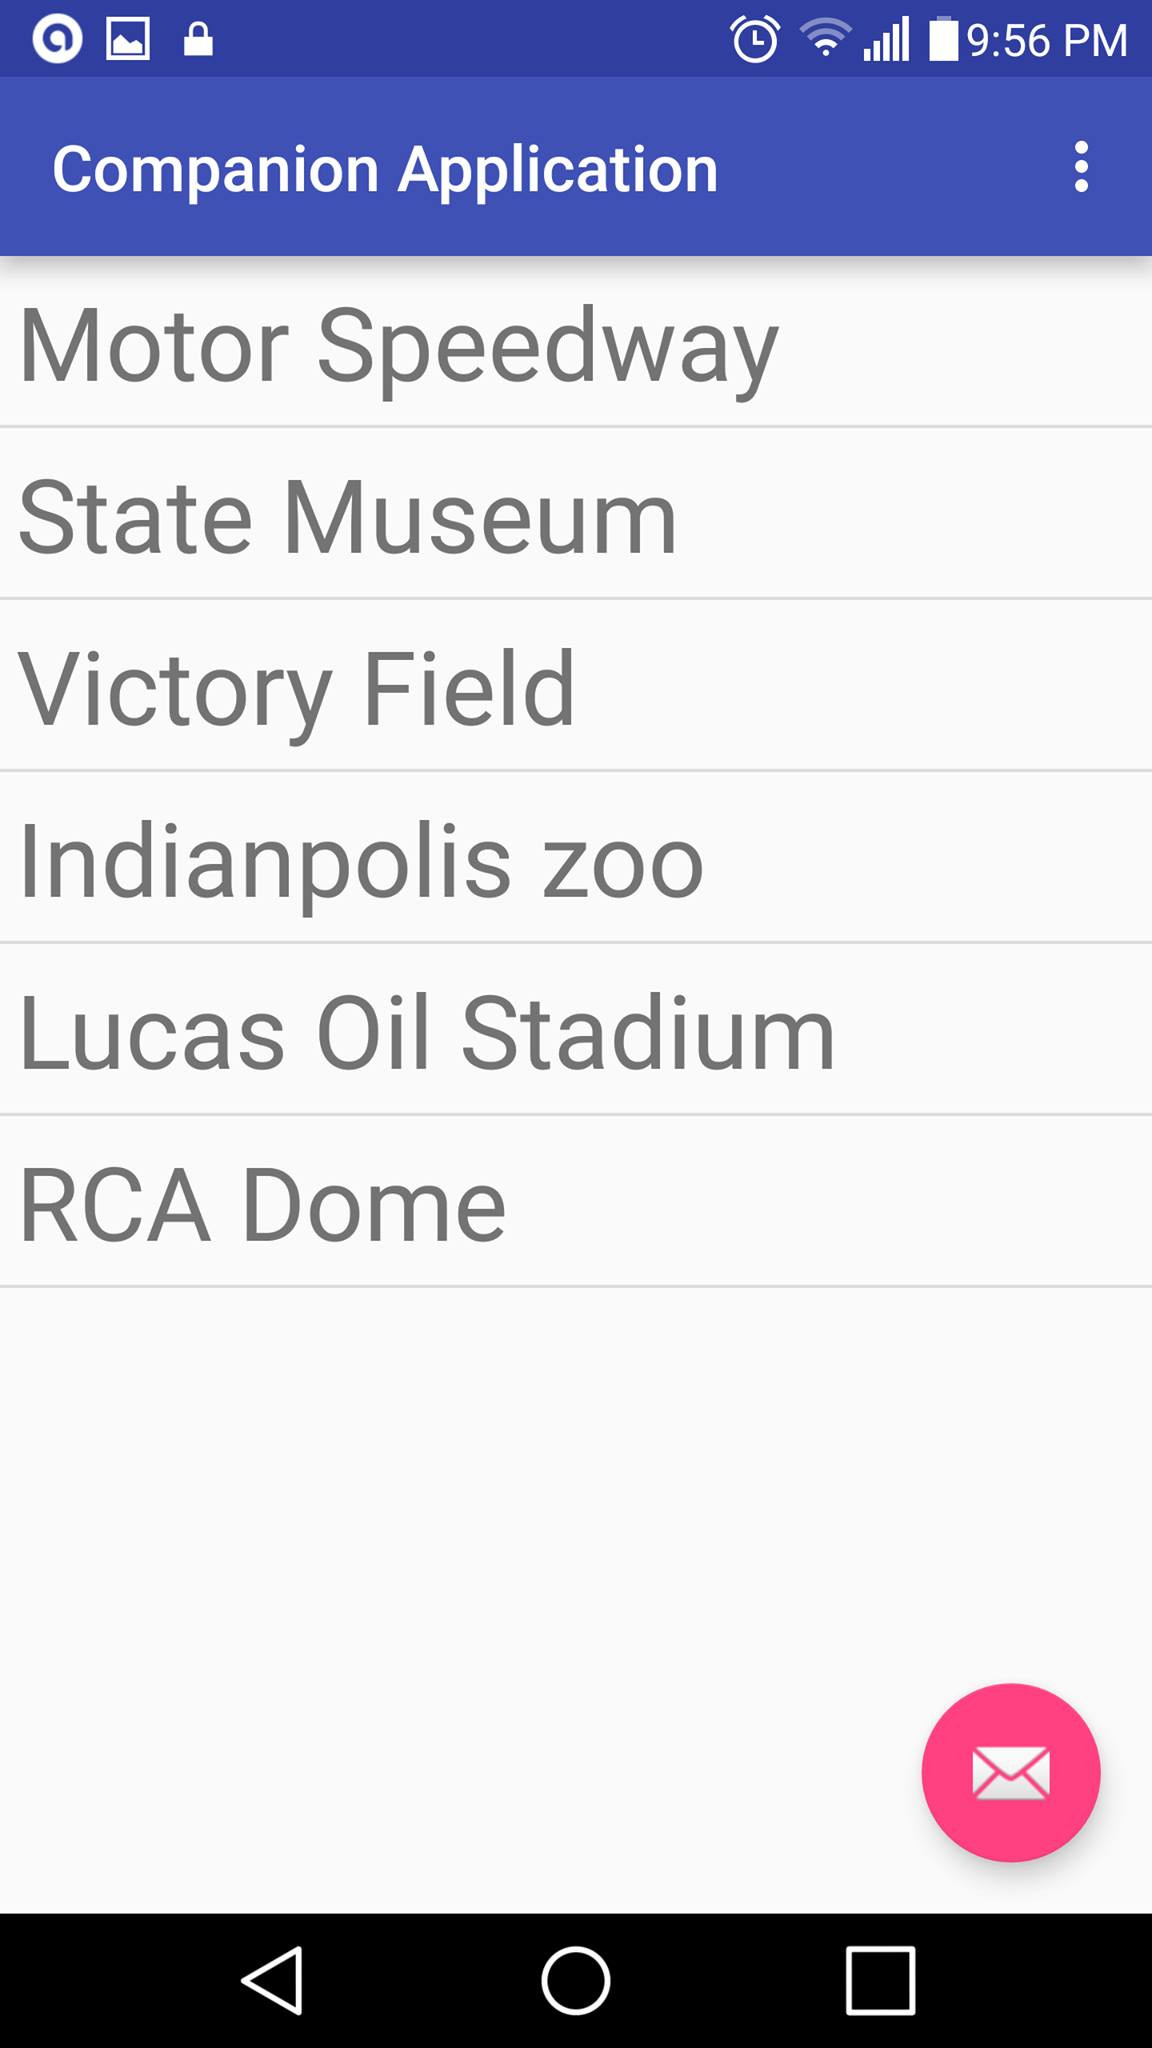 9:56 PM
Companion Application
Motor Speedway
State Museum
Victory Field
Indianpolis zoo
Lucas Oil Stadium
RCA Dome